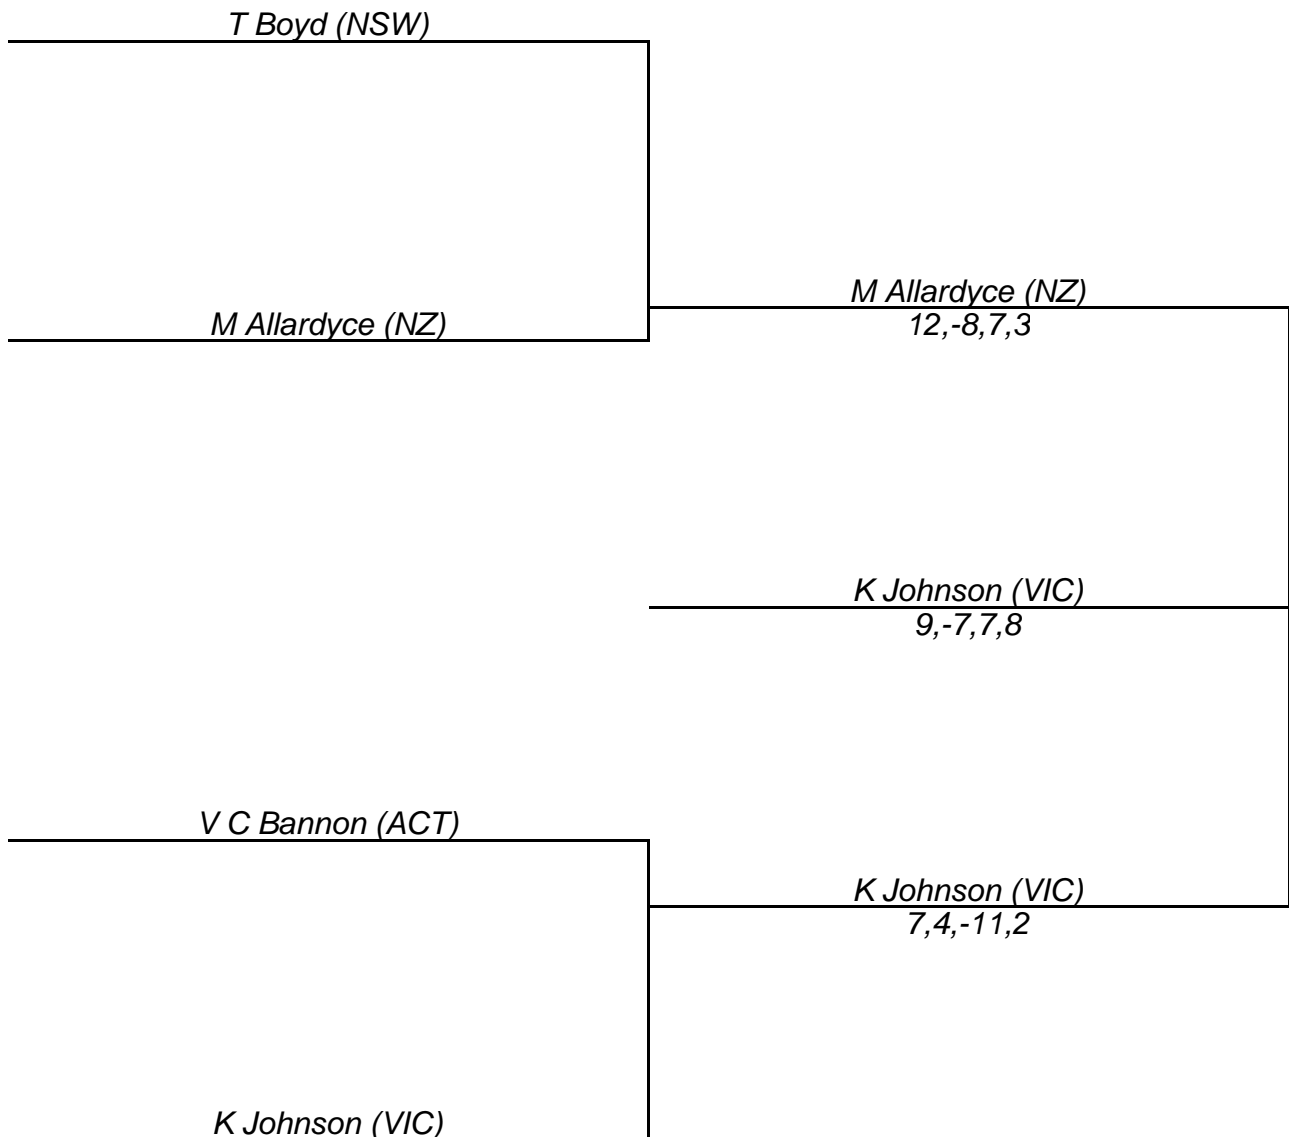 T Boyd (NSW)
M Allardyce (NZ)
12,-8,7,3
M Allardyce (NZ)
K Johnson (VIC)
9,-7,7,8
V C Bannon (ACT)
K Johnson (VIC)
7,4,-11,2
K Johnson (VIC)